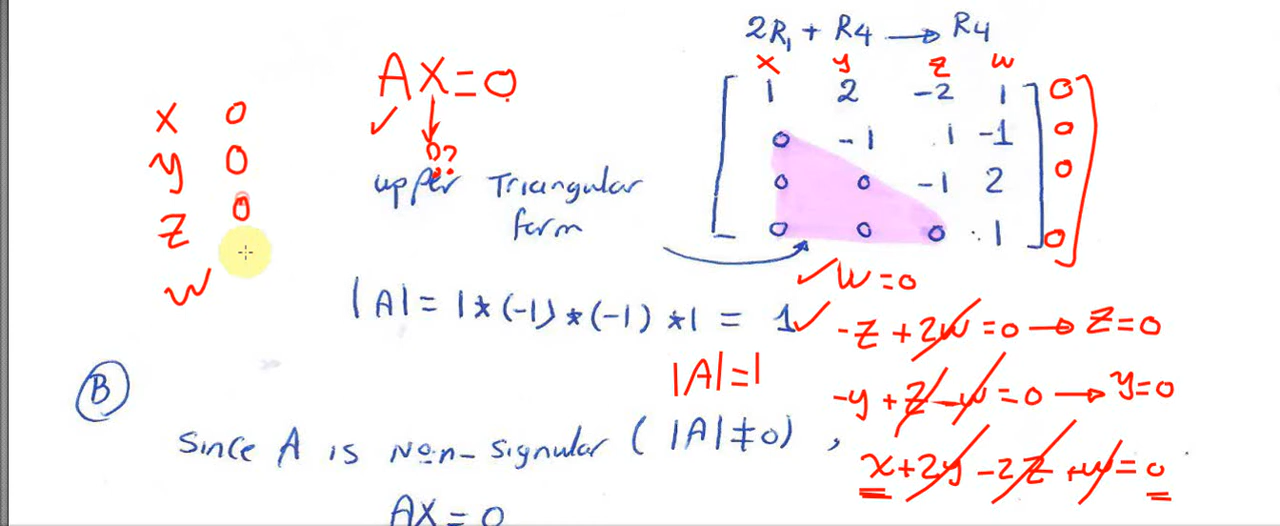 2R₁ + R4 → R4
AX=0
x y z w
1 2 -2 1 0
0 -1 1 -1 0
0 0 -1 2 0
0 0 0 1 0
x 0
y 0
z 0
w
0??
upper Triangular
form
w=0
|A| = 1*(-1)*(-1)*1 = 1
-z+2w=0→z=0
|A|=1
-y+z-w=0→y=0
B
Since A is Non-signular (|A|≠0),
x+2y-2z+w=0
AX=0